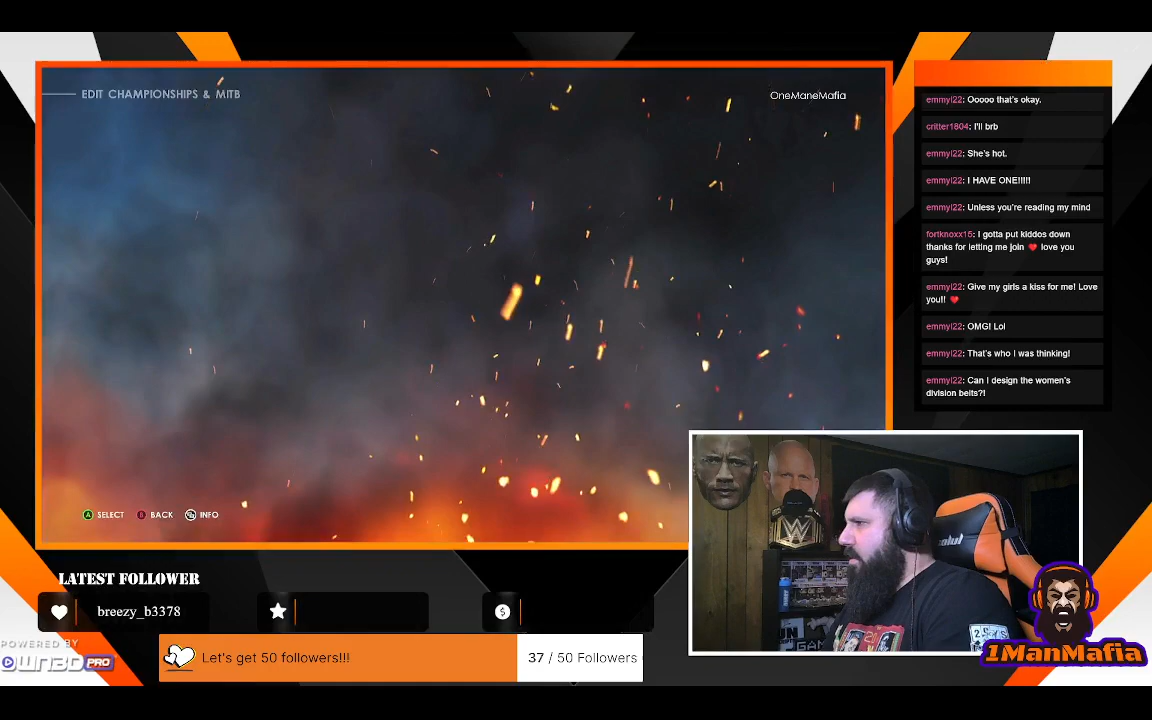 EDIT CHAMPIONSHIPS & MITB
OneManeMafia
emmyl22: Ooooo that's okay.
critter1804: I'll brb
emmyl22: She's hot.
emmyl22: I HAVE ONE!!!!!
emmyl22: Unless you're reading my mind
fortknoxx15: I gotta put kiddos down
thanks for letting me join ❤ love you
guys!
emmyl22: Give my girls a kiss for me! Love
you!! ❤
emmyl22: OMG! Lol
emmyl22: That's who I was thinking!
emmyl22: Can I design the women's
division belts?!
A SELECT B BACK INFO
LATEST FOLLOWER
breezy_b3378
POWERED BY
OWN3D PRO
Let's get 50 followers!!!
37 / 50 Followers
1ManMafia